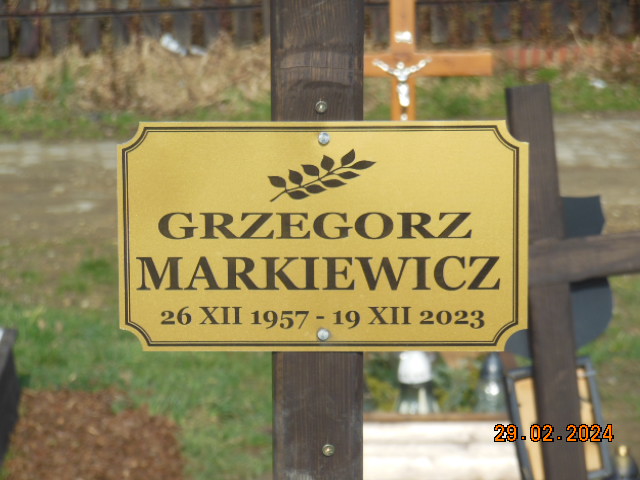 GRZEGORZ
MARKIEWICZ
26 XII 1957 - 19 XII 2023
29.02.2024